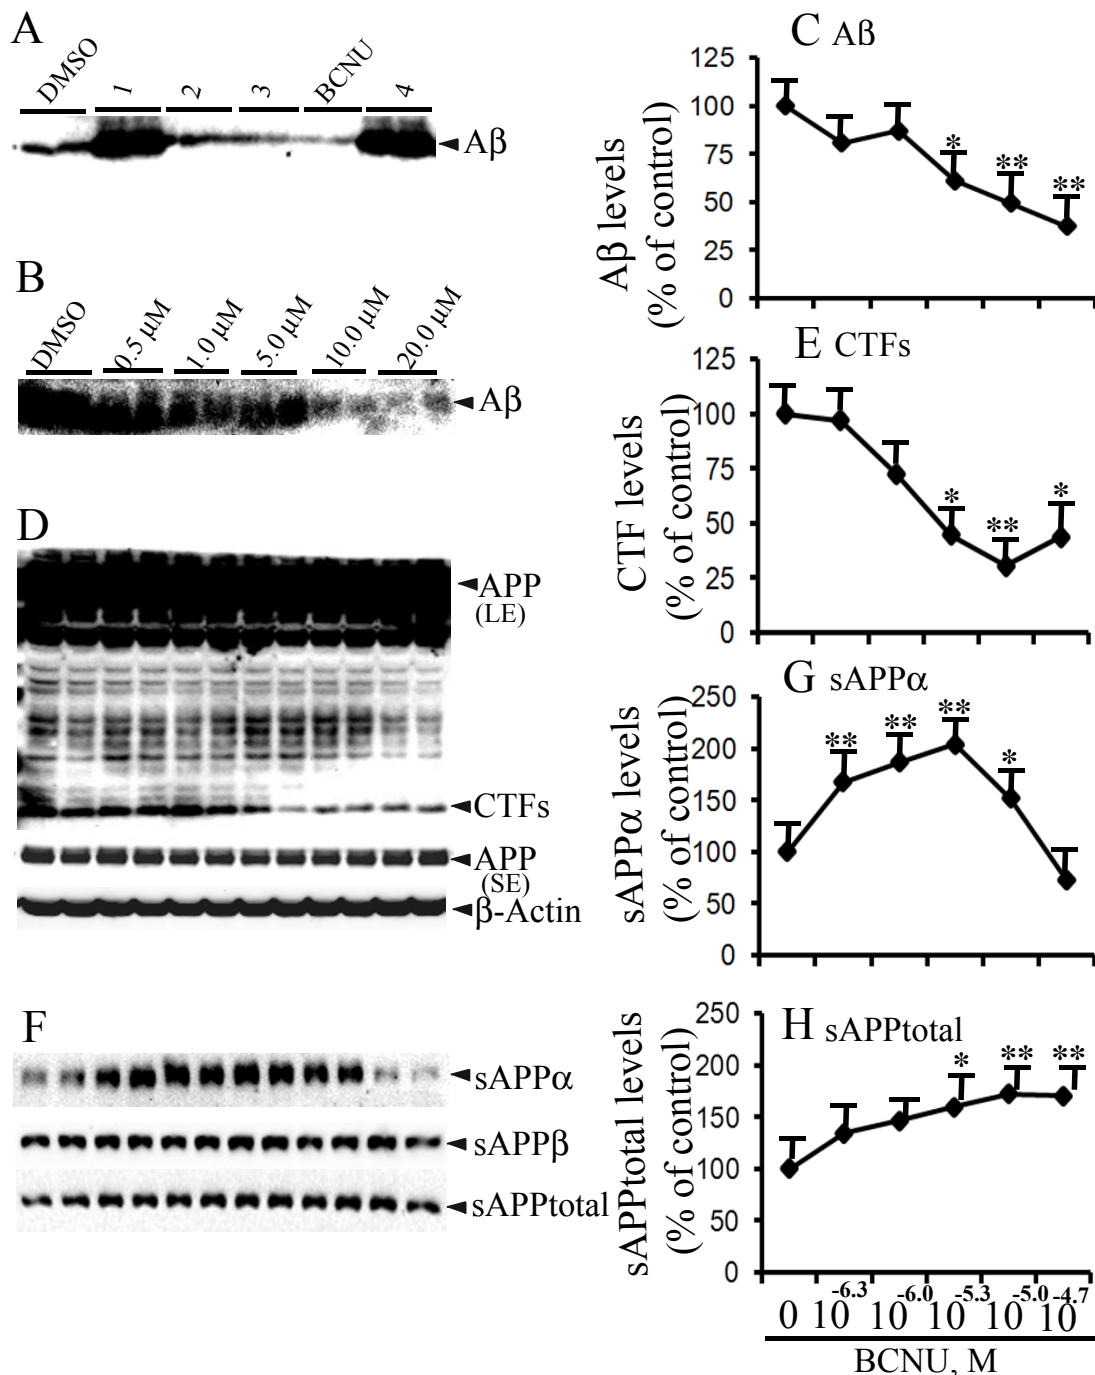 A
DMSO 1 2 3 BCNU 4
Aβ
B
DMSO 0.5 µM 1.0 µM 5.0 µM 10.0 µM 20.0 µM
Aβ
D
APP
(LE)
CTFs
APP
(SE)
β-Actin
F
sAPPα
sAPPβ
sAPPtotal
C Aβ
Aβ levels
(% of control)
125
100
75
50
25
0
* ** **
E CTFs
CTF levels
(% of control)
125
100
75
50
25
0
* ** *
G sAPPα
sAPPα levels
(% of control)
250
200
150
100
50
0
** ** ** *
H sAPPtotal
sAPPtotal levels
(% of control)
250
200
150
100
50
0
* ** **
0 10-6.3 10-6.0 10-5.3 10-5.0 10-4.7
BCNU, M